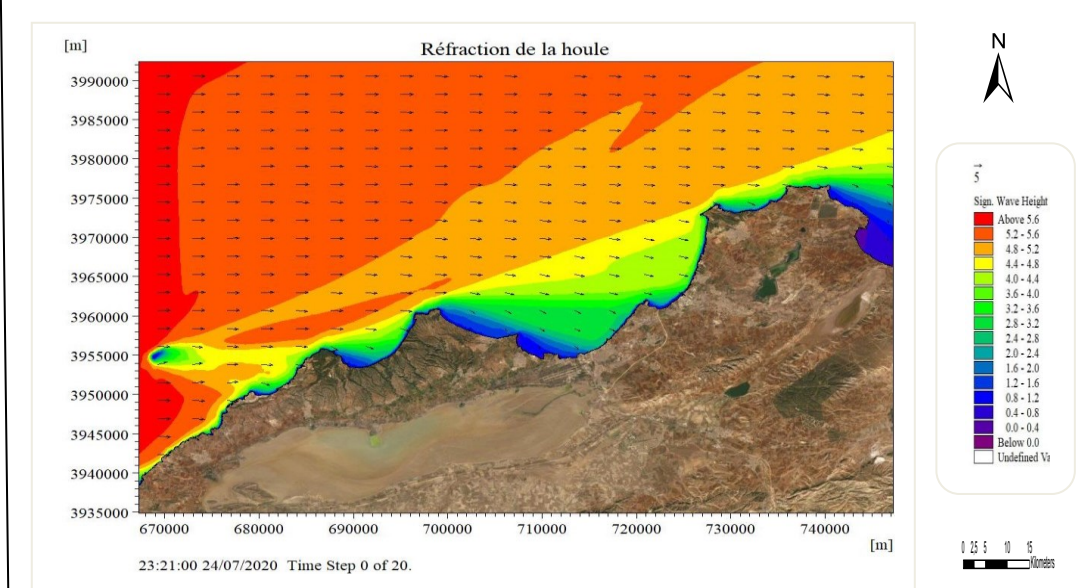 [m]
Réfraction de la houle
3990000
3985000
3980000
3975000
3970000
3965000
3960000
3955000
3950000
3945000
3940000
3935000
670000 680000 690000 700000 710000 720000 730000 740000
[m]
23:21:00 24/07/2020 Time Step 0 of 20.
N
5
Sign. Wave Height
Above 5.6
5.2 - 5.6
4.8 - 5.2
4.4 - 4.8
4.0 - 4.4
3.6 - 4.0
3.2 - 3.6
2.8 - 3.2
2.4 - 2.8
2.0 - 2.4
1.6 - 2.0
1.2 - 1.6
0.8 - 1.2
0.4 - 0.8
0.0 - 0.4
Below 0.0
Undefined Va
0 2,5 5 10 15
Kilometers